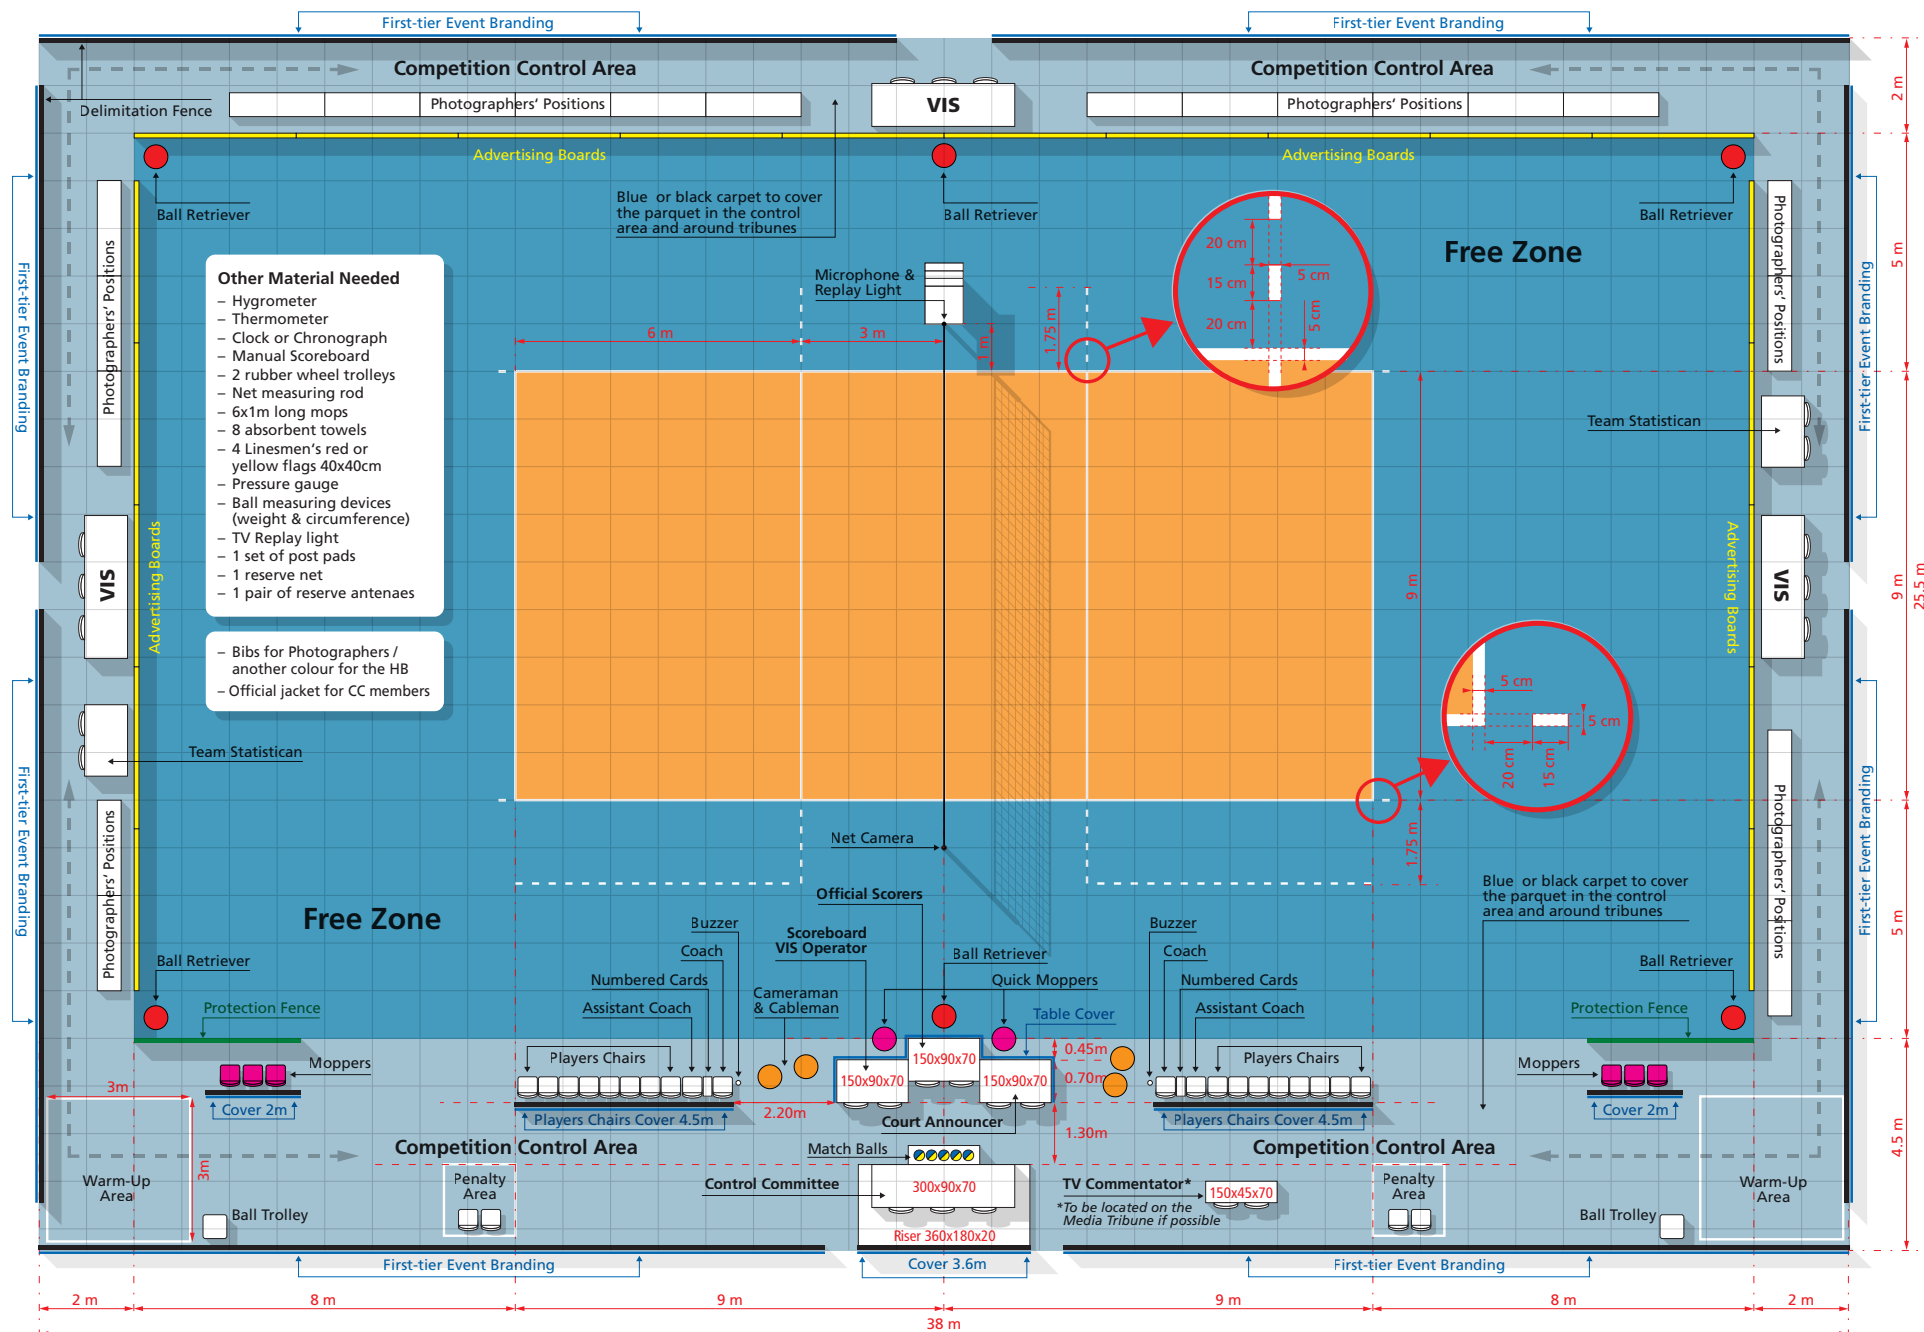 First-tier Event Branding
First-tier Event Branding
Competition Control Area
Competition Control Area
2 m
Delimitation Fence
Photographers' Positions
VIS
Photographers' Positions
Advertising Boards
Advertising Boards
Ball Retriever
Blue or black carpet to cover
the parquet in the control
area and around tribunes
Ball Retriever
Ball Retriever
Free Zone
5 m
First-tier Event Branding
Photographers' Positions
Photographers' Positions
First-tier Event Branding
Other Material Needed
– Hygrometer
– Thermometer
– Clock or Chronograph
– Manual Scoreboard
– 2 rubber wheel trolleys
– Net measuring rod
– 6x1m long mops
– 8 absorbent towels
– 4 Linesmen's red or
yellow flags 40x40cm
– Pressure gauge
– Ball measuring devices
(weight & circumference)
– TV Replay light
– 1 set of post pads
– 1 reserve net
– 1 pair of reserve antenaes
– Bibs for Photographers /
another colour for the HB
– Official jacket for CC members
Microphone &
Replay Light
20 cm
15 cm
5 cm
20 cm
5 cm
6 m
3 m
1 m
1.75 m
Team Statistican
VIS
Advertising Boards
9 m
Advertising Boards
VIS
9 m
25.5 m
5 cm
5 cm
20 cm
15 cm
Team Statistican
1.75 m
Net Camera
First-tier Event Branding
Photographers' Positions
Photographers' Positions
First-tier Event Branding
Free Zone
Official Scorers
Scoreboard
VIS Operator
Blue or black carpet to cover
the parquet in the control
area and around tribunes
5 m
Buzzer
Coach
Numbered Cards
Assistant Coach
Cameraman
& Cableman
Ball Retriever
Quick Moppers
Table Cover
Buzzer
Coach
Numbered Cards
Assistant Coach
Ball Retriever
Ball Retriever
Protection Fence
Protection Fence
Moppers
Players Chairs
150x90x70
150x90x70
150x90x70
0.45m
0.70m
Players Chairs
Moppers
3m
Cover 2m
Players Chairs Cover 4.5m
2.20m
Court Announcer
1.30m
Players Chairs Cover 4.5m
Cover 2m
4.5 m
Competition Control Area
Match Balls
Competition Control Area
3m
Warm-Up
Area
Penalty
Area
Control Committee
300x90x70
TV Commentator*
150x45x70
*To be located on the
Media Tribune if possible
Penalty
Area
Warm-Up
Area
Ball Trolley
Ball Trolley
Riser 360x180x20
First-tier Event Branding
Cover 3.6m
First-tier Event Branding
2 m
8 m
9 m
9 m
8 m
2 m
38 m